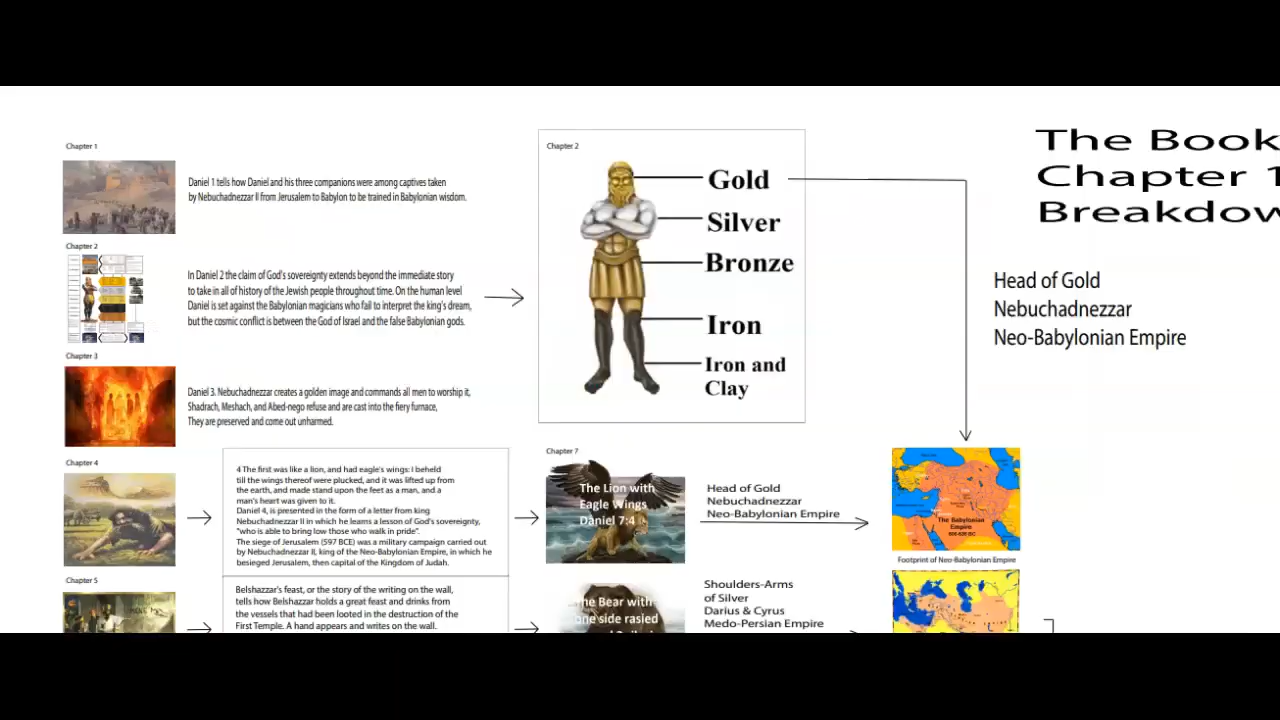 Chapter 1
Daniel 1 tells how Daniel and his three companions were among captives taken
by Nebuchadnezzar II from Jerusalem to Babylon to be trained in Babylonian wisdom.
Chapter 2
In Daniel 2 the claim of God's sovereignty extends beyond the immediate story
to take in all of history of the Jewish people throughout time. On the human level
Daniel is set against the Babylonian magicians who fail to interpret the king's dream,
but the cosmic conflict is between the God of Israel and the false Babylonian gods.
Chapter 3
Daniel 3. Nebuchadnezzar creates a golden image and commands all men to worship it,
Shadrach, Meshach, and Abed-nego refuse and are cast into the fiery furnace,
They are preserved and come out unharmed.
Chapter 2
Gold
Silver
Bronze
Iron
Iron and
Clay
The Book
Chapter 1
Breakdow
Head of Gold
Nebuchadnezzar
Neo-Babylonian Empire
Chapter 4
4 The first was like a lion, and had eagle's wings: I beheld
till the wings thereof were plucked, and it was lifted up from
the earth, and made stand upon the feet as a man, and a
man's heart was given to it.
Daniel 4, is presented in the form of a letter from king
Nebuchadnezzar II in which he learns a lesson of God's sovereignty,
"who is able to bring low those who walk in pride".
The siege of Jerusalem (597 BCE) was a military campaign carried out
by Nebuchadnezzar II, king of the Neo-Babylonian Empire, in which he
besieged Jerusalem, then capital of the Kingdom of Judah.
Chapter 7
The Lion with
Eagle Wings
Daniel 7:4
Head of Gold
Nebuchadnezzar
Neo-Babylonian Empire
The Babylonian
Empire
Footprint of Neo-Babylonian Empire
Chapter 5
Belshazzar's feast, or the story of the writing on the wall,
tells how Belshazzar holds a great feast and drinks from
the vessels that had been looted in the destruction of the
First Temple. A hand appears and writes on the wall.
The Bear with
one side rasied
Shoulders-Arms
of Silver
Darius & Cyrus
Medo-Persian Empire